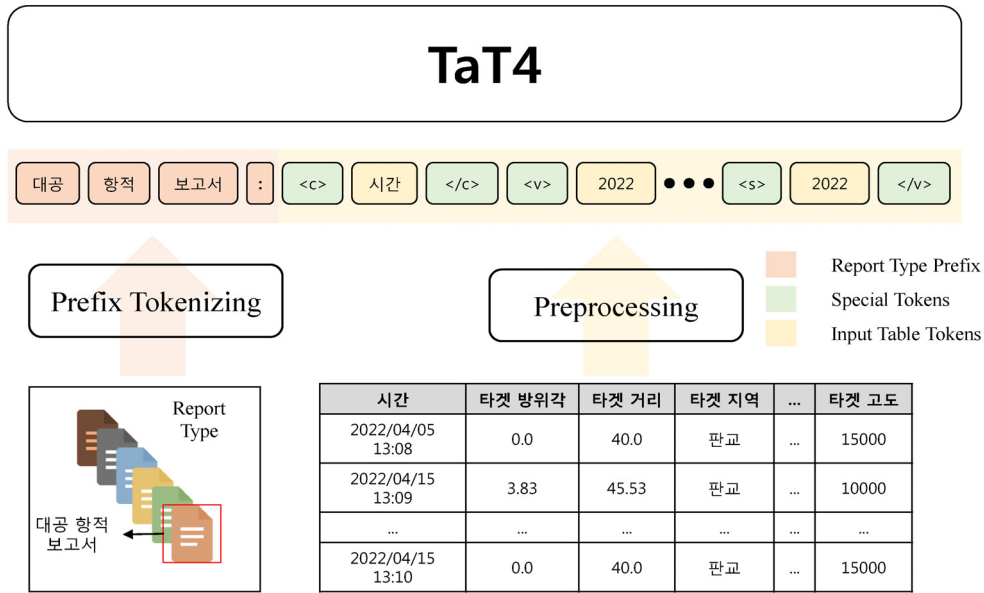 TaT4
대공 항적 보고서 : <c> 시간 </c> <v> 2022 ●●● <s> 2022 </v>
Prefix Tokenizing
Preprocessing
Report Type Prefix
Special Tokens
Input Table Tokens
Report
Type
대공 항적
보고서
시간 타겟 방위각 타겟 거리 타겟 지역 ... 타겟 고도
2022/04/05
13:08
0.0 40.0 판교 ... 15000
2022/04/15
13:09
3.83 45.53 판교 ... 10000
... ... ... ... ... ...
2022/04/15
13:10
0.0 40.0 판교 ... 15000